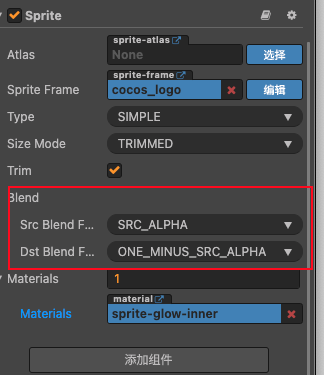 Sprite
sprite-atlas
Atlas None 选择
sprite-frame
Sprite Frame cocos_logo 编辑
Type SIMPLE
Size Mode TRIMMED
Trim
Blend
Src Blend F... SRC_ALPHA
Dst Blend F... ONE_MINUS_SRC_ALPHA
Materials 1
material
Materials sprite-glow-inner
添加组件